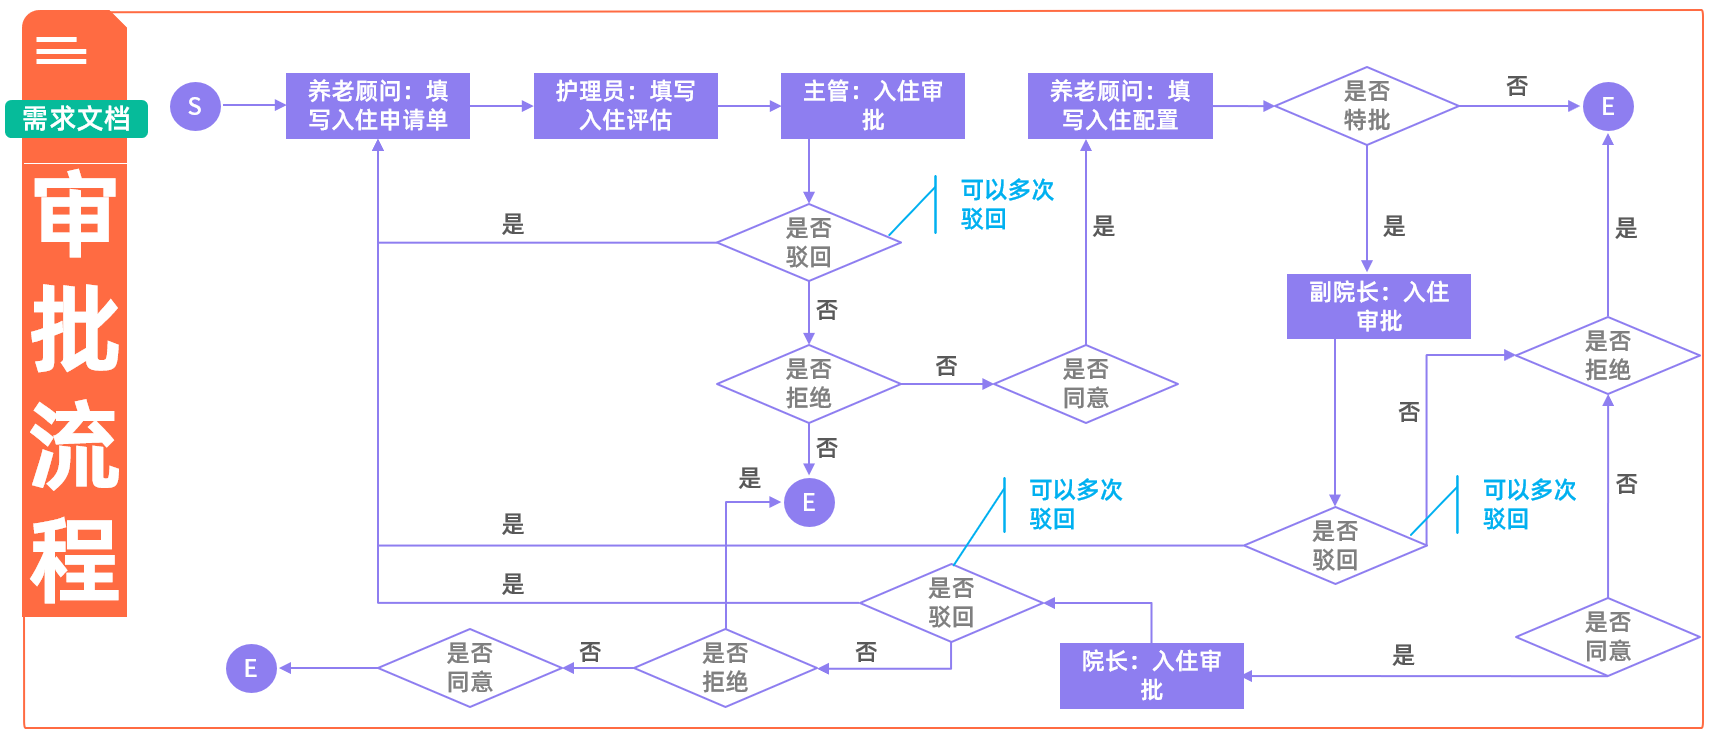 需求文档
审
批
流
程
S
养老顾问：填
写入住申请单
护理员：填写
入住评估
主管：入住审
批
养老顾问：填
写入住配置
是否
特批
否
E
是
是否
驳回
可以多次
驳回
是
是
是
副院长：入住
审批
否
是否
拒绝
否
是否
同意
是否
拒绝
否
否
是
E
可以多次
驳回
可以多次
驳回
否
是
是否
驳回
是
是否
驳回
E
是否
同意
否
是否
拒绝
否
院长：入住审
批
是
是否
同意